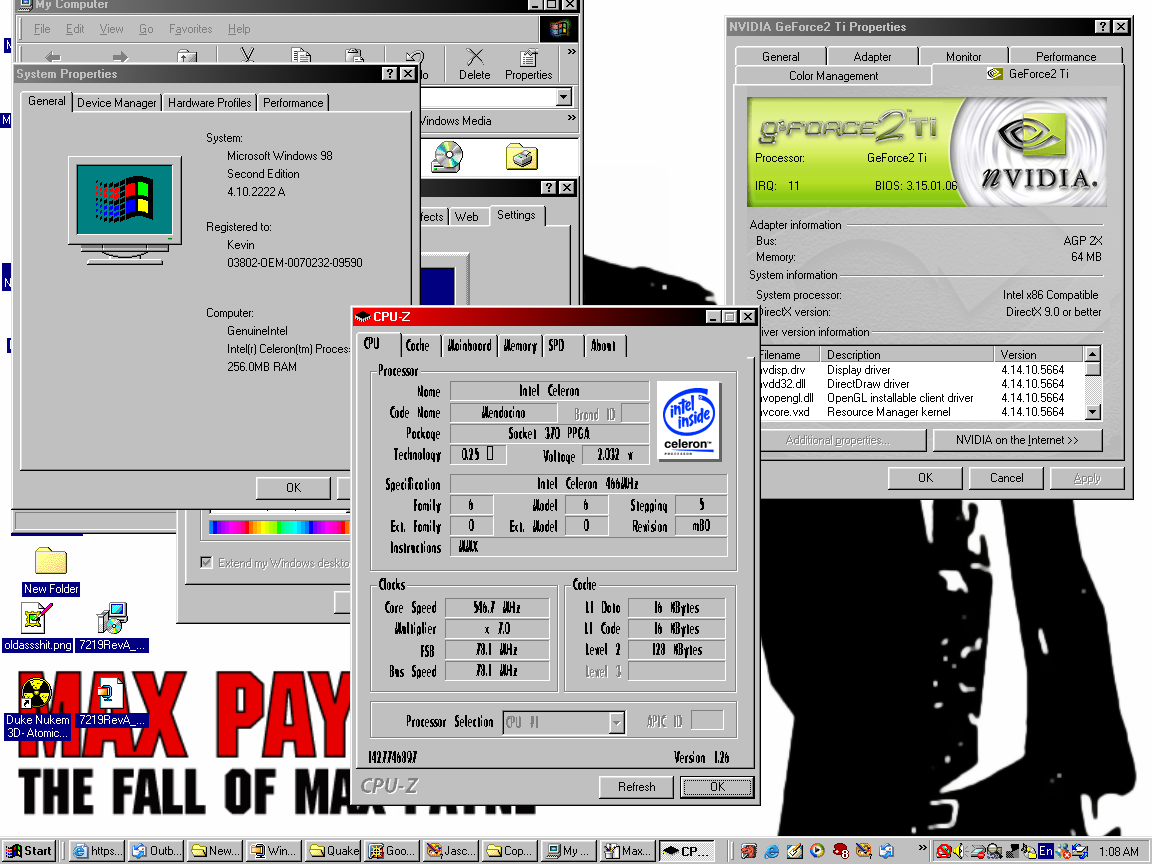 My Computer
File Edit View Go Favorites Help
Delete Properties »
Windows Media »
fects Web Settings
System Properties
General Device Manager Hardware Profiles Performance
System:
Microsoft Windows 98
Second Edition
4.10.2222 A
Registered to:
Kevin
03802-OEM-0070232-09590
Computer:
GenuineIntel
Intel(r) Celeron(tm) Process
256.0MB RAM
OK
Extend my Windows deskto
NVIDIA GeForce2 Ti Properties
General Adapter Monitor Performance
Color Management GeForce2 Ti
GEFORCE2 Ti
Processor: GeForce2 Ti
IRQ: 11 BIOS: 3.15.01.06
nVIDIA.
Adapter information
Bus: AGP 2X
Memory: 64 MB
System information
System processor: Intel x86 Compatible
DirectX version: DirectX 9.0 or better
iver version information
Filename Description Version
vdisp.drv Display driver 4.14.10.5664
vdd32.dll DirectDraw driver 4.14.10.5664
vopengl.dll OpenGL installable client driver 4.14.10.5664
vcore.vxd Resource Manager kernel 4.14.10.5664
Additional properties... NVIDIA on the Internet >>
OK Cancel Apply
CPU-Z
CPU Cache Mainboard Memory SPD About
Processor
Name Intel Celeron
Code Name Mendocino Brand ID
Package Socket 370 PPGA
Technology 0.25 Voltage 2.032 v
intel inside
celeron™
PROCESSOR
Specification Intel Celeron 466MHz
Family 6 Model 6 Stepping 5
Ext. Family 0 Ext. Model 0 Revision mB0
Instructions MMX
Clocks
Core Speed 546.7 MHz
Multiplier x 7.0
FSB 78.1 MHz
Bus Speed 78.1 MHz
Cache
L1 Data 16 KBytes
L1 Code 16 KBytes
Level 2 128 KBytes
Level 3
Processor Selection CPU #1 APIC ID
1427746897 Version 1.26
CPU-Z Refresh OK
New Folder
oldassshit.png 7219RevA_...
Duke Nukem
3D- Atomic...
7219RevA_...
MAX PAY
THE FALL OF MAX PAYNE
Start https... Outb... New... Win... Quake Goo... Jasc... Cop... My ... Max... CP... » En 1:08 AM